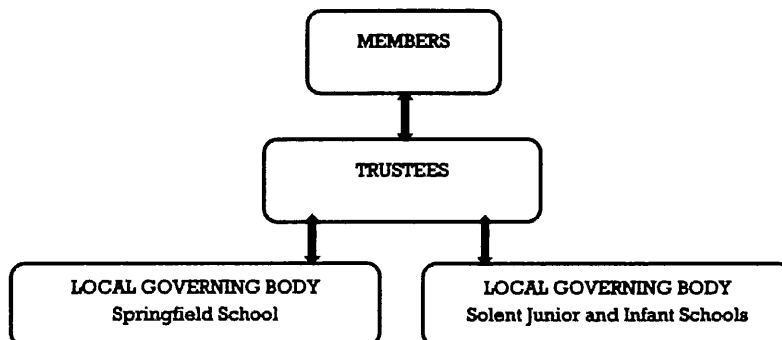 MEMBERS
TRUSTEES
LOCAL GOVERNING BODY
Springfield School
LOCAL GOVERNING BODY
Solent Junior and Infant Schools